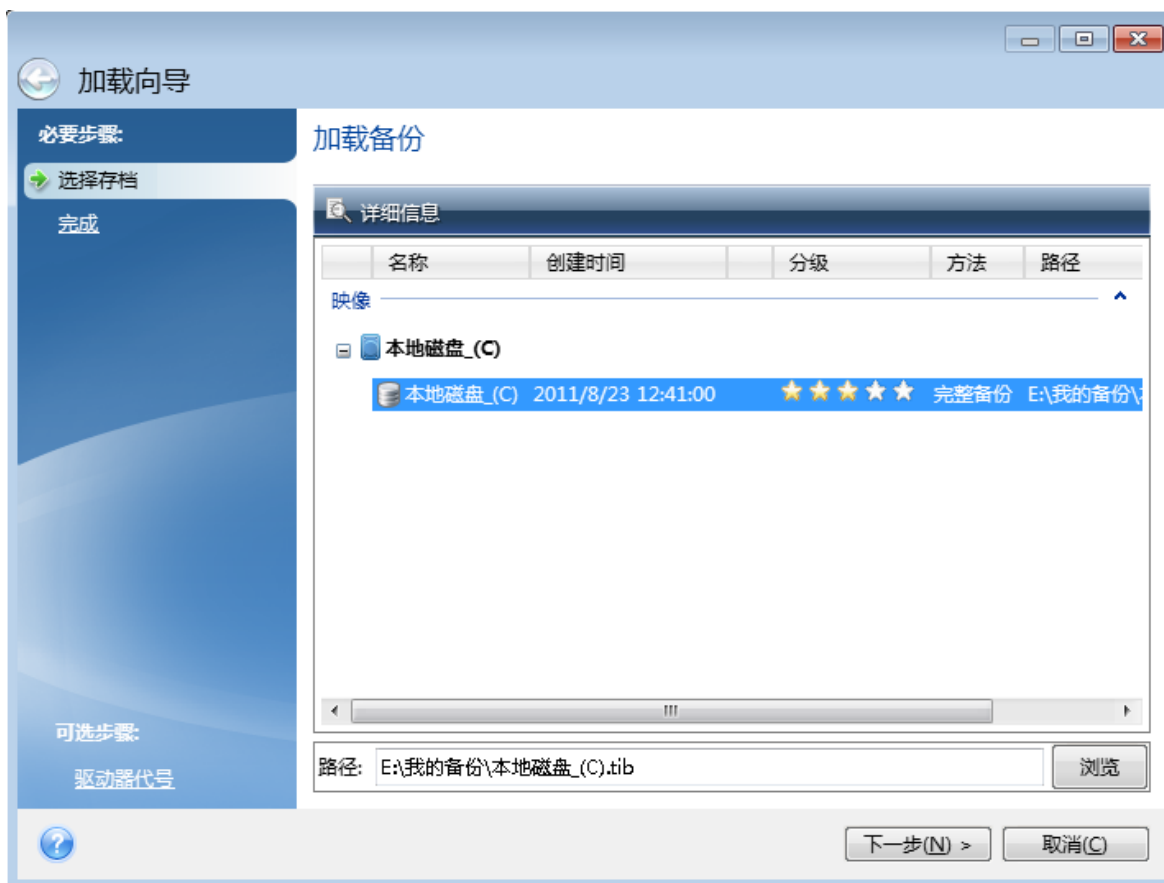 加载向导
必要步骤:
选择存档
完成
可选步骤:
驱动器代号
加载备份
详细信息
名称 创建时间 分级 方法 路径
映像
本地磁盘_(C)
本地磁盘_(C) 2011/8/23 12:41:00 完整备份 E:\我的备份\
路径: E:\我的备份\本地磁盘_(C).tib 浏览
下一步(N) > 取消(C)